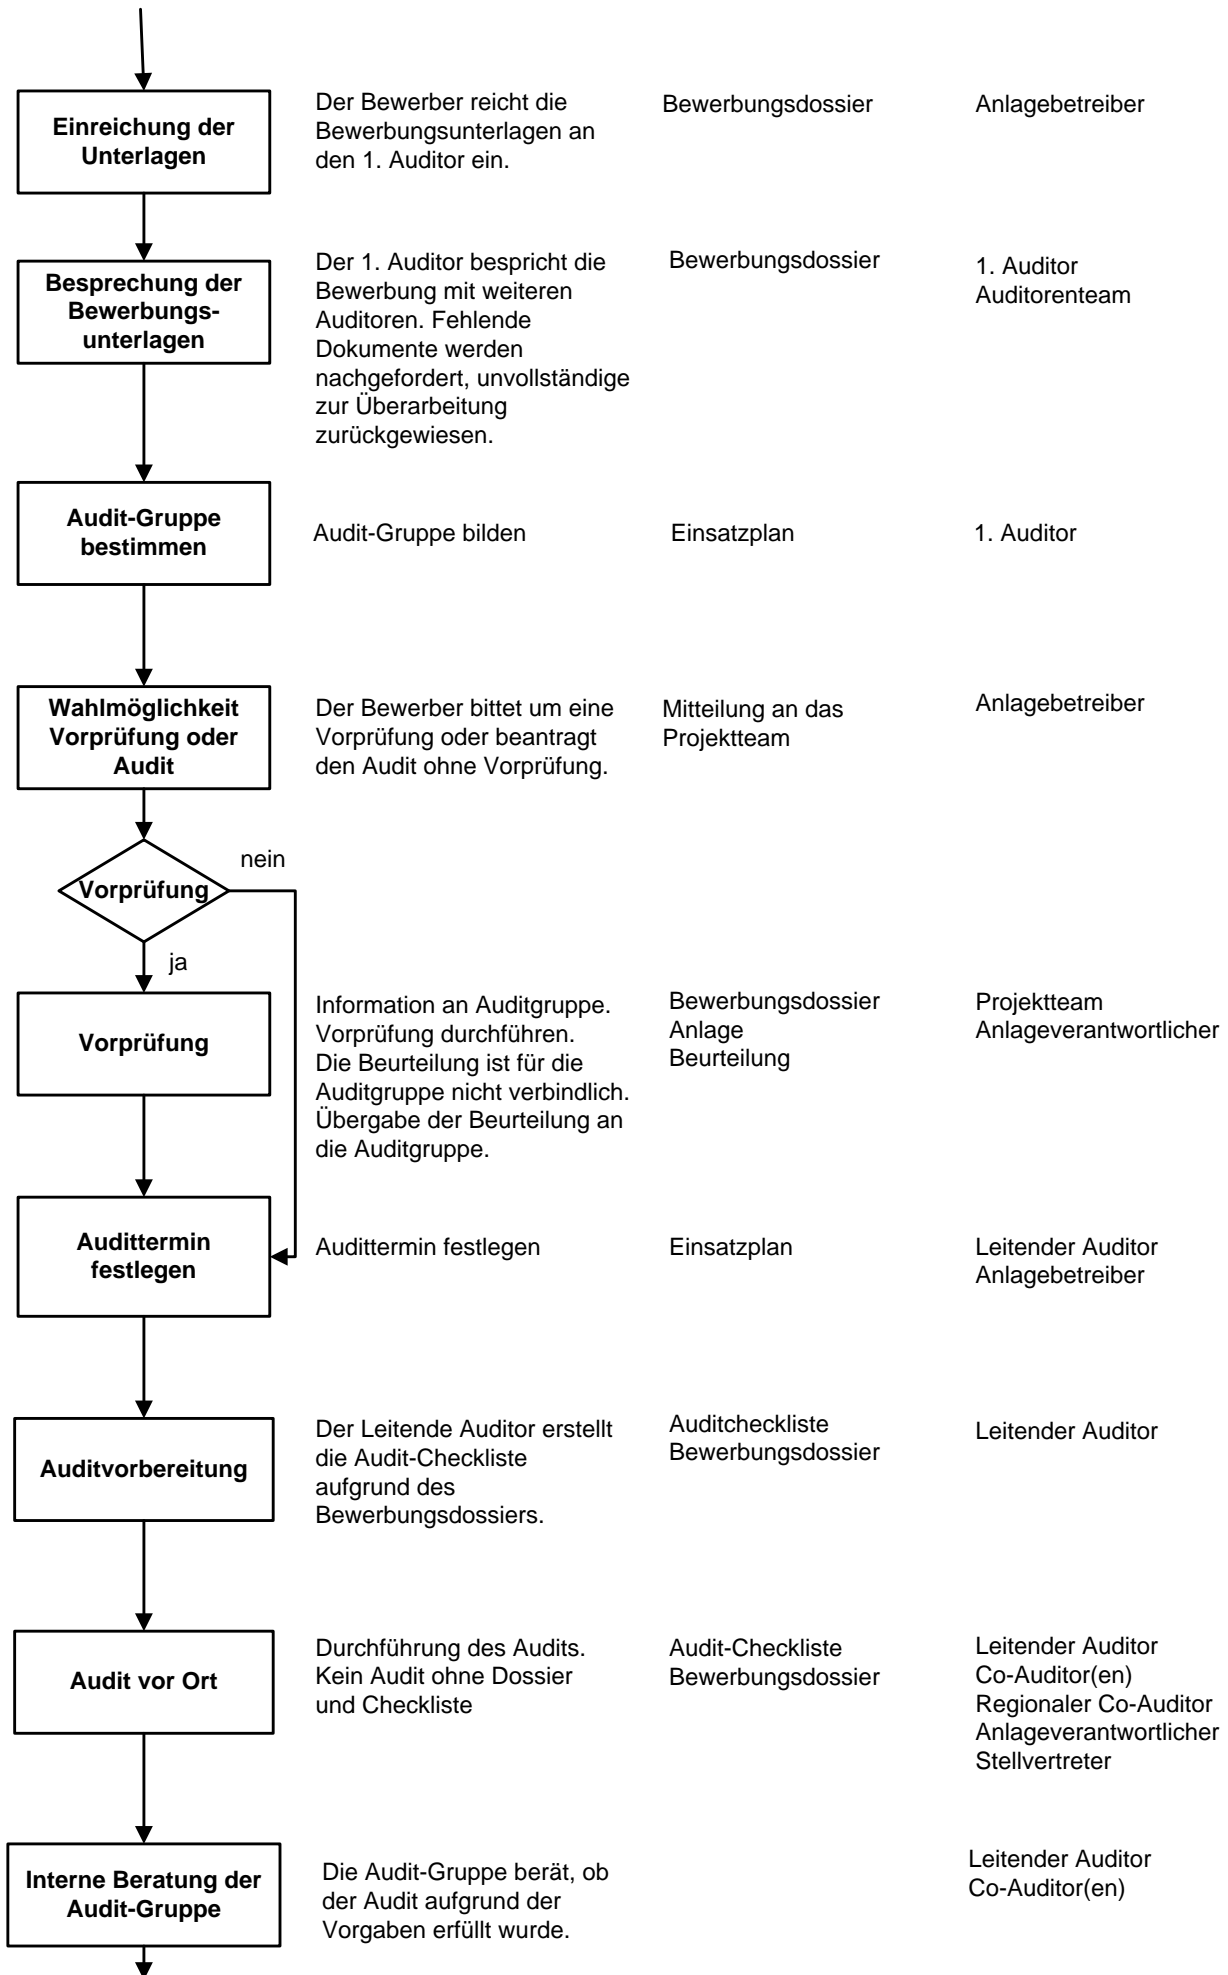 Einreichung der
Unterlagen
Der Bewerber reicht die
Bewerbungsunterlagen an
den 1. Auditor ein.
Bewerbungsdossier
Anlagebetreiber
Besprechung der
Bewerbungs-
unterlagen
Der 1. Auditor bespricht die
Bewerbung mit weiteren
Auditoren. Fehlende
Dokumente werden
nachgefordert, unvollständige
zur Überarbeitung
zurückgewiesen.
Bewerbungsdossier
1. Auditor
Auditorenteam
Audit-Gruppe
bestimmen
Audit-Gruppe bilden
Einsatzplan
1. Auditor
Wahlmöglichkeit
Vorprüfung oder
Audit
Der Bewerber bittet um eine
Vorprüfung oder beantragt
den Audit ohne Vorprüfung.
Mitteilung an das
Projektteam
Anlagebetreiber
nein
Vorprüfung
ja
Vorprüfung
Information an Auditgruppe.
Vorprüfung durchführen.
Die Beurteilung ist für die
Auditgruppe nicht verbindlich.
Übergabe der Beurteilung an
die Auditgruppe.
Bewerbungsdossier
Anlage
Beurteilung
Projektteam
Anlageverantwortlicher
Audittermin
festlegen
Audittermin festlegen
Einsatzplan
Leitender Auditor
Anlagebetreiber
Auditvorbereitung
Der Leitende Auditor erstellt
die Audit-Checkliste
aufgrund des
Bewerbungsdossiers.
Auditcheckliste
Bewerbungsdossier
Leitender Auditor
Audit vor Ort
Durchführung des Audits.
Kein Audit ohne Dossier
und Checkliste
Audit-Checkliste
Bewerbungsdossier
Leitender Auditor
Co-Auditor(en)
Regionaler Co-Auditor
Anlageverantwortlicher
Stellvertreter
Interne Beratung der
Audit-Gruppe
Die Audit-Gruppe berät, ob
der Audit aufgrund der
Vorgaben erfüllt wurde.
Leitender Auditor
Co-Auditor(en)